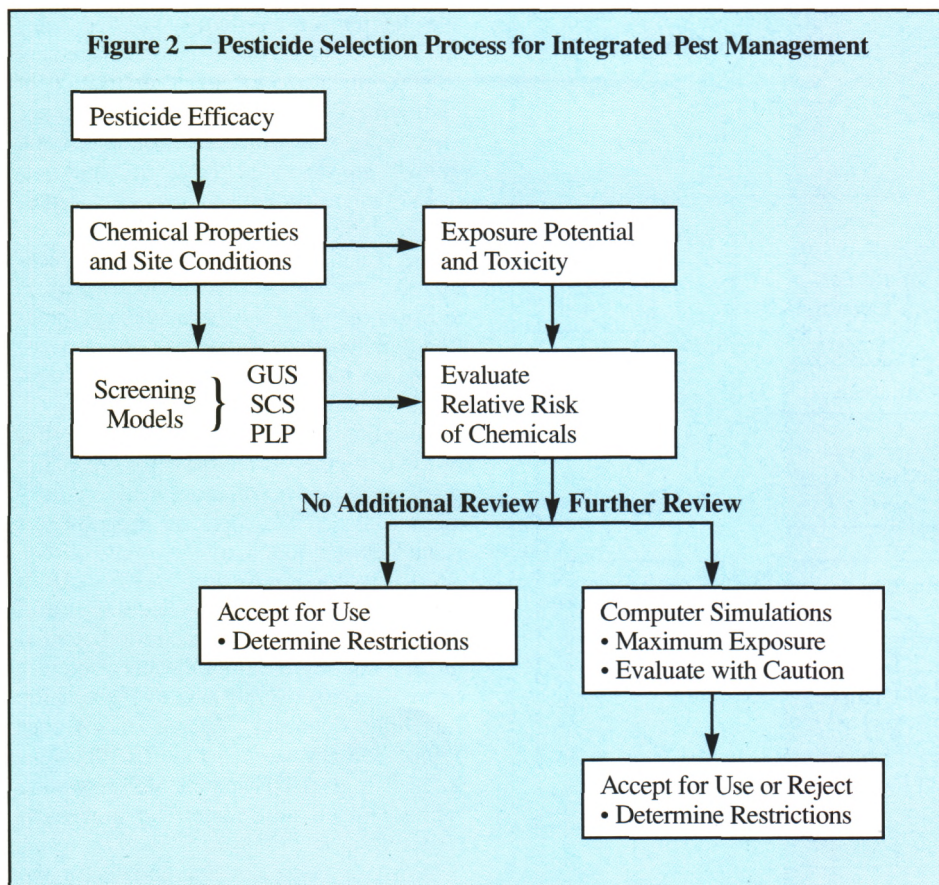 Figure 2 — Pesticide Selection Process for Integrated Pest Management
Pesticide Efficacy
Chemical Properties
and Site Conditions
Exposure Potential
and Toxicity
Screening
Models
}
GUS
SCS
PLP
Evaluate
Relative Risk
of Chemicals
No Additional Review
Further Review
Accept for Use
• Determine Restrictions
Computer Simulations
• Maximum Exposure
• Evaluate with Caution
Accept for Use or Reject
• Determine Restrictions